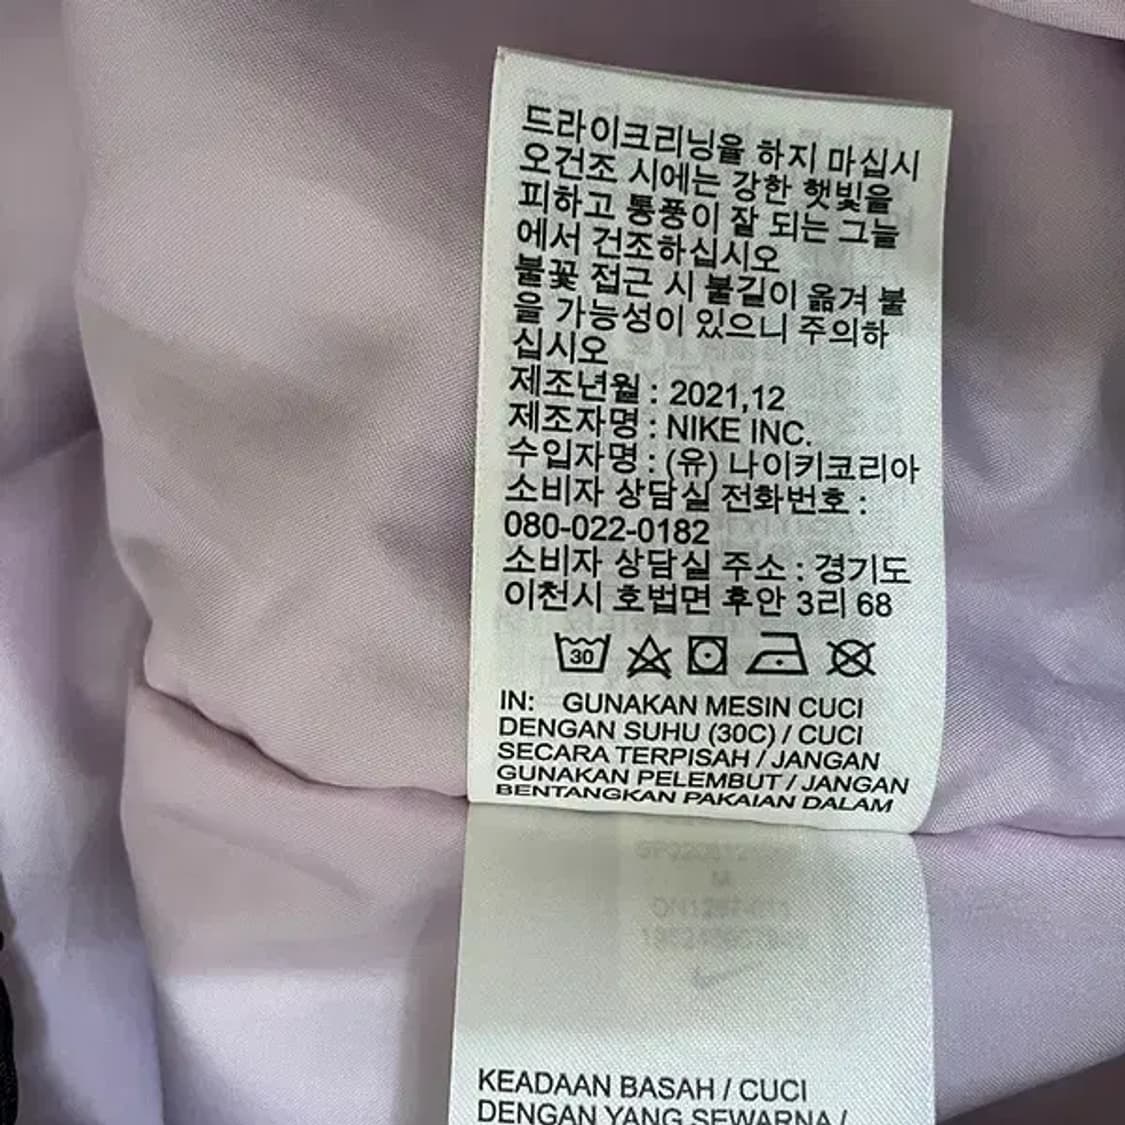 드라이크리닝을 하지 마십시
오건조 시에는 강한 햇빛을
피하고 통풍이 잘 되는 그늘
에서 건조하십시오
불꽃 접근 시 불길이 옮겨 붙
을 가능성이 있으니 주의하
십시오
제조년월 : 2021,12
제조자명 : NIKE INC.
수입자명 : (유) 나이키코리아
소비자 상담실 전화번호 :
080-022-0182
소비자 상담실 주소 : 경기도
이천시 호법면 후안 3리 68
30
IN: GUNAKAN MESIN CUCI
DENGAN SUHU (30C) / CUCI
SECARA TERPISAH / JANGAN
GUNAKAN PELEMBUT / JANGAN
BENTANGKAN PAKAIAN DALAM
M
KEADAAN BASAH / CUCI
DENGAN YANG SEWARNA /